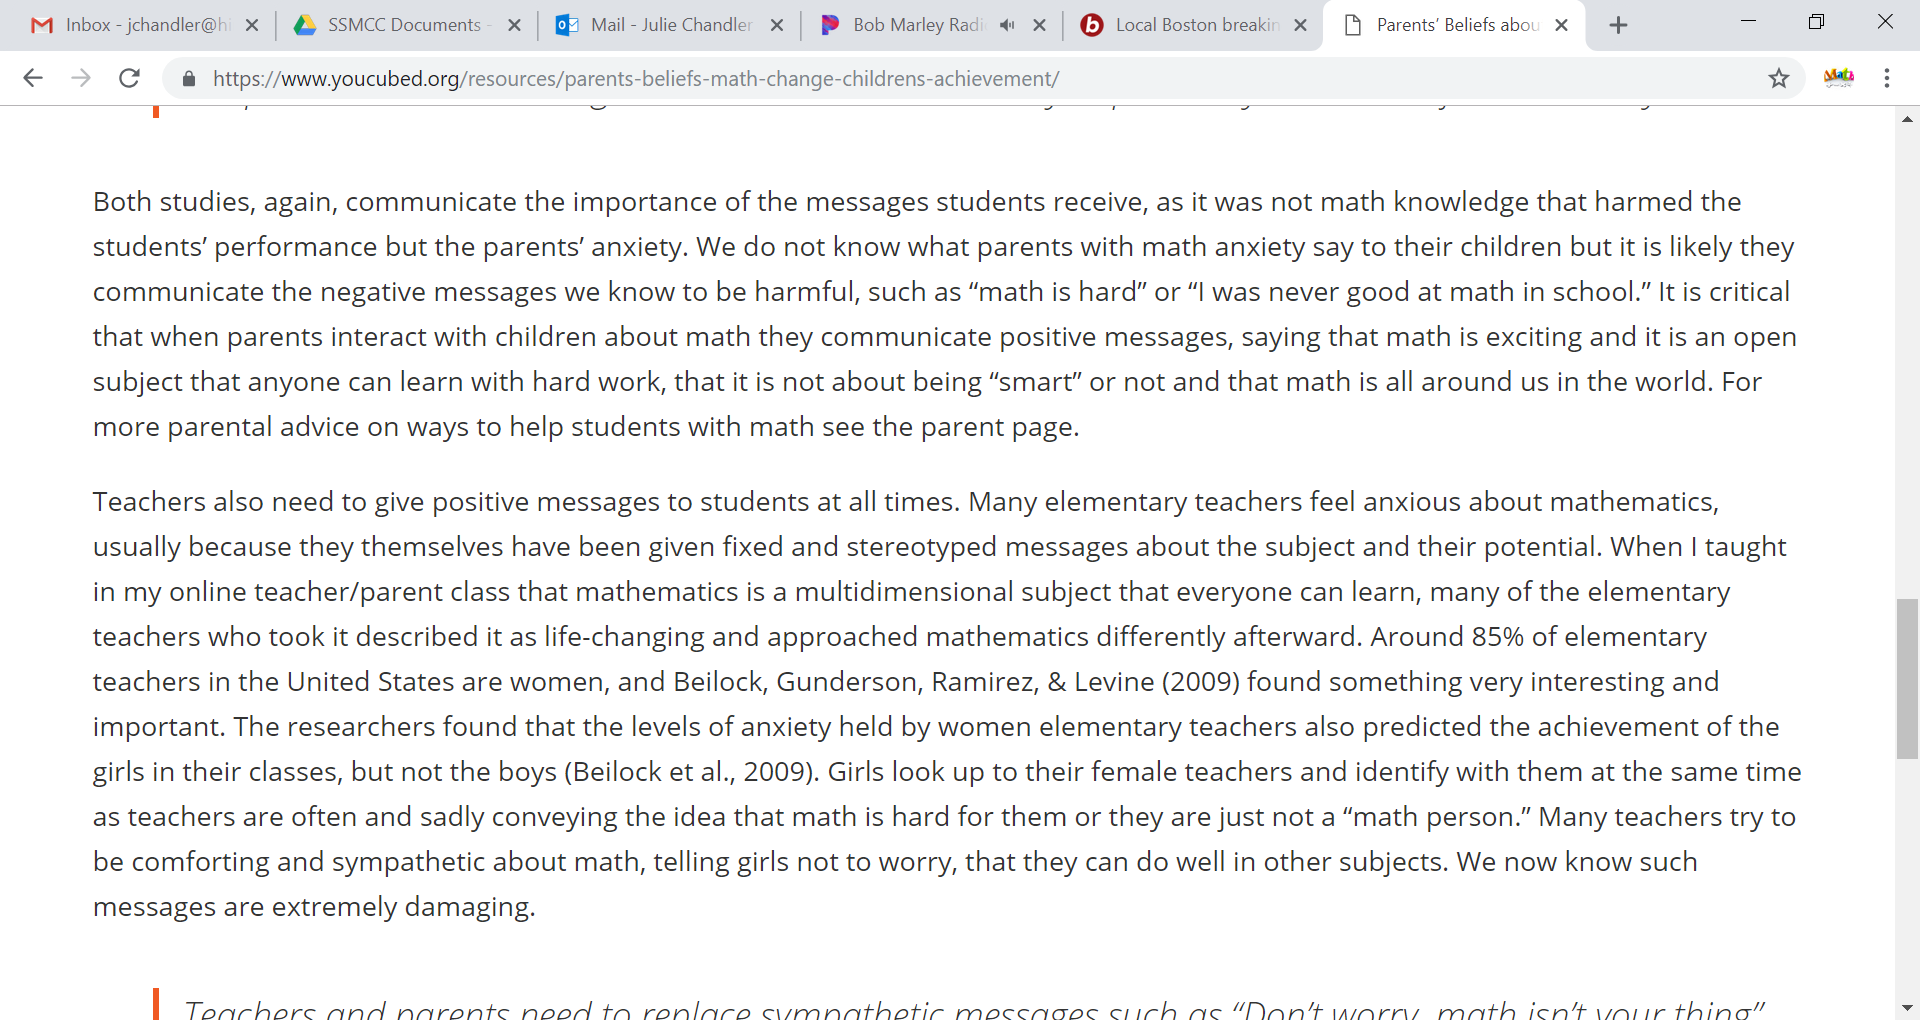 Inbox - jchandler@hi
SSMCC Documents -
Mail - Julie Chandler
Bob Marley Radi
Local Boston breakin
Parents’ Beliefs abou
https://www.youcubed.org/resources/parents-beliefs-math-change-childrens-achievement/
Both studies, again, communicate the importance of the messages students receive, as it was not math knowledge that harmed the
students’ performance but the parents’ anxiety. We do not know what parents with math anxiety say to their children but it is likely they
communicate the negative messages we know to be harmful, such as “math is hard” or “I was never good at math in school.” It is critical
that when parents interact with children about math they communicate positive messages, saying that math is exciting and it is an open
subject that anyone can learn with hard work, that it is not about being “smart” or not and that math is all around us in the world. For
more parental advice on ways to help students with math see the parent page.
Teachers also need to give positive messages to students at all times. Many elementary teachers feel anxious about mathematics,
usually because they themselves have been given fixed and stereotyped messages about the subject and their potential. When I taught
in my online teacher/parent class that mathematics is a multidimensional subject that everyone can learn, many of the elementary
teachers who took it described it as life-changing and approached mathematics differently afterward. Around 85% of elementary
teachers in the United States are women, and Beilock, Gunderson, Ramirez, & Levine (2009) found something very interesting and
important. The researchers found that the levels of anxiety held by women elementary teachers also predicted the achievement of the
girls in their classes, but not the boys (Beilock et al., 2009). Girls look up to their female teachers and identify with them at the same time
as teachers are often and sadly conveying the idea that math is hard for them or they are just not a “math person.” Many teachers try to
be comforting and sympathetic about math, telling girls not to worry, that they can do well in other subjects. We now know such
messages are extremely damaging.
Teachers and parents need to replace sympathetic messages such as “Don’t worry, math isn’t your thing”